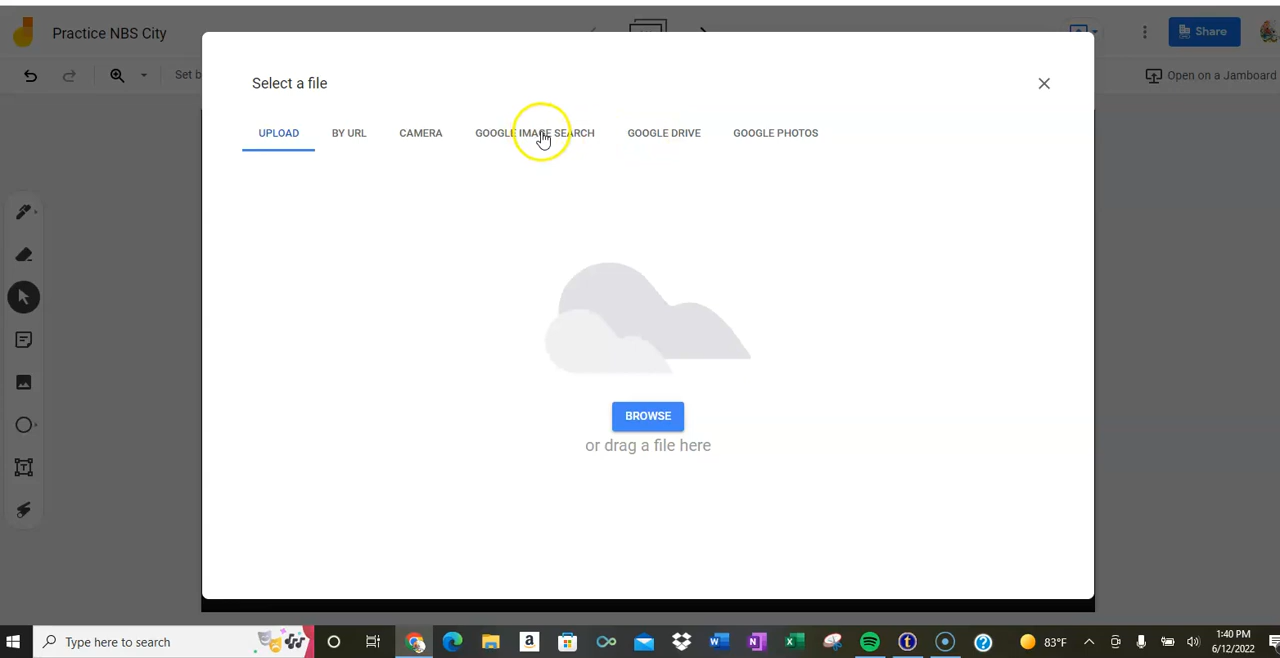 Practice NBS City
Share
Set b
Open on a Jamboard
Select a file
UPLOAD BY URL CAMERA GOOGLE IMAGE SEARCH GOOGLE DRIVE GOOGLE PHOTOS
BROWSE
or drag a file here
Type here to search
83°F
1:40 PM
6/12/2022